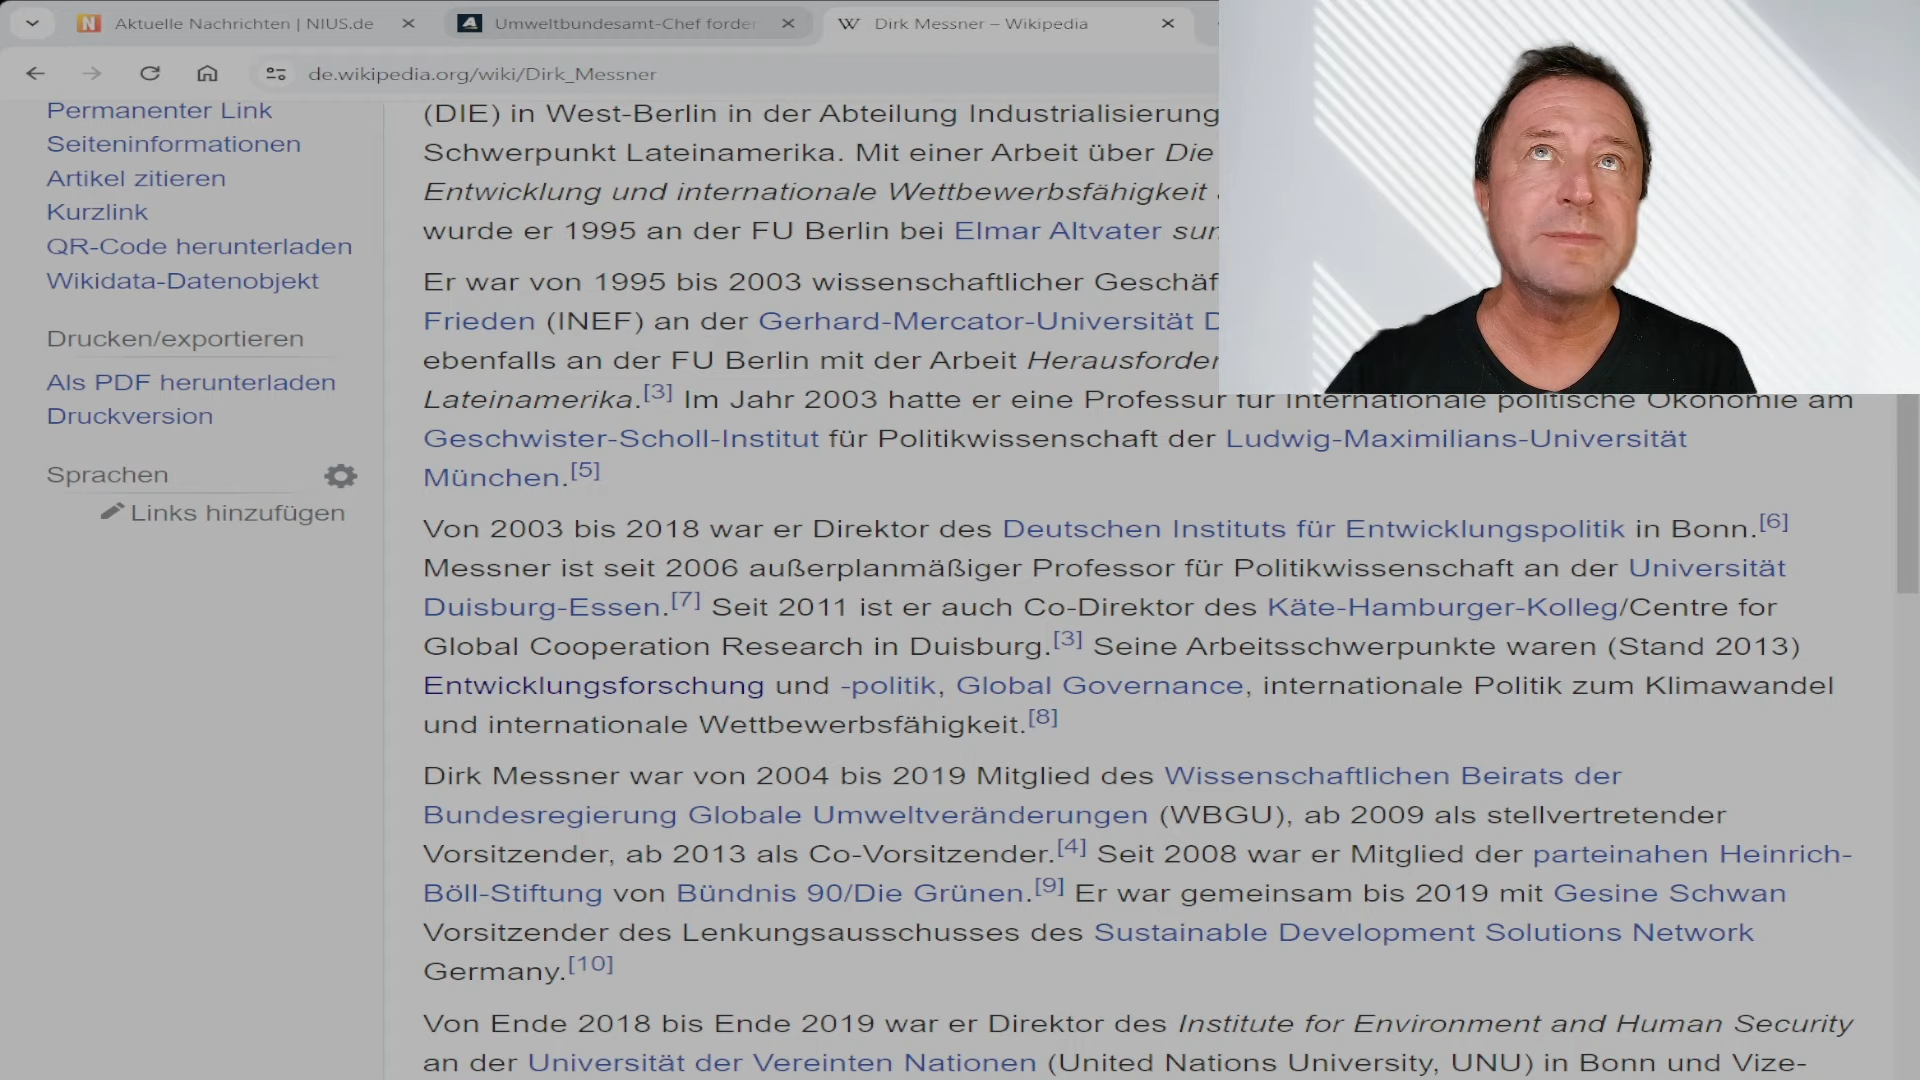 Aktuelle Nachrichten | NIUS.de
Umweltbundesamt-Chef forder
Dirk Messner – Wikipedia
de.wikipedia.org/wiki/Dirk_Messner
Permanenter Link
Seiteninformationen
Artikel zitieren
Kurzlink
QR-Code herunterladen
Wikidata-Datenobjekt
Drucken/exportieren
Als PDF herunterladen
Druckversion
Sprachen
Links hinzufügen
(DIE) in West-Berlin in der Abteilung Industrialisierung
Schwerpunkt Lateinamerika. Mit einer Arbeit über Die
Entwicklung und internationale Wettbewerbsfähigkeit
wurde er 1995 an der FU Berlin bei Elmar Altvater
Er war von 1995 bis 2003 wissenschaftlicher
Frieden (INEF) an der Gerhard-Mercator-Universität
ebenfalls an der FU Berlin mit der Arbeit
Lateinamerika.[3] Im Jahr 2003 hatte er eine Professur für Internationale politische Ökonomie am
Geschwister-Scholl-Institut für Politikwissenschaft der Ludwig-Maximilians-Universität
München.[5]
Von 2003 bis 2018 war er Direktor des Deutschen Instituts für Entwicklungspolitik in Bonn.[6]
Messner ist seit 2006 außerplanmäßiger Professor für Politikwissenschaft an der Universität
Duisburg-Essen.[7] Seit 2011 ist er auch Co-Direktor des Käte-Hamburger-Kolleg/Centre for
Global Cooperation Research in Duisburg.[3] Seine Arbeitsschwerpunkte waren (Stand 2013)
Entwicklungsforschung und -politik, Global Governance, internationale Politik zum Klimawandel
und internationale Wettbewerbsfähigkeit.[8]
Dirk Messner war von 2004 bis 2019 Mitglied des Wissenschaftlichen Beirats der
Bundesregierung Globale Umweltveränderungen (WBGU), ab 2009 als stellvertretender
Vorsitzender, ab 2013 als Co-Vorsitzender.[4] Seit 2008 war er Mitglied der parteinahen Heinrich-
Böll-Stiftung von Bündnis 90/Die Grünen.[9] Er war gemeinsam bis 2019 mit Gesine Schwan
Vorsitzender des Lenkungsausschusses des Sustainable Development Solutions Network
Germany.[10]
Von Ende 2018 bis Ende 2019 war er Direktor des Institute for Environment and Human Security
an der Universität der Vereinten Nationen (United Nations University, UNU) in Bonn und Vize-